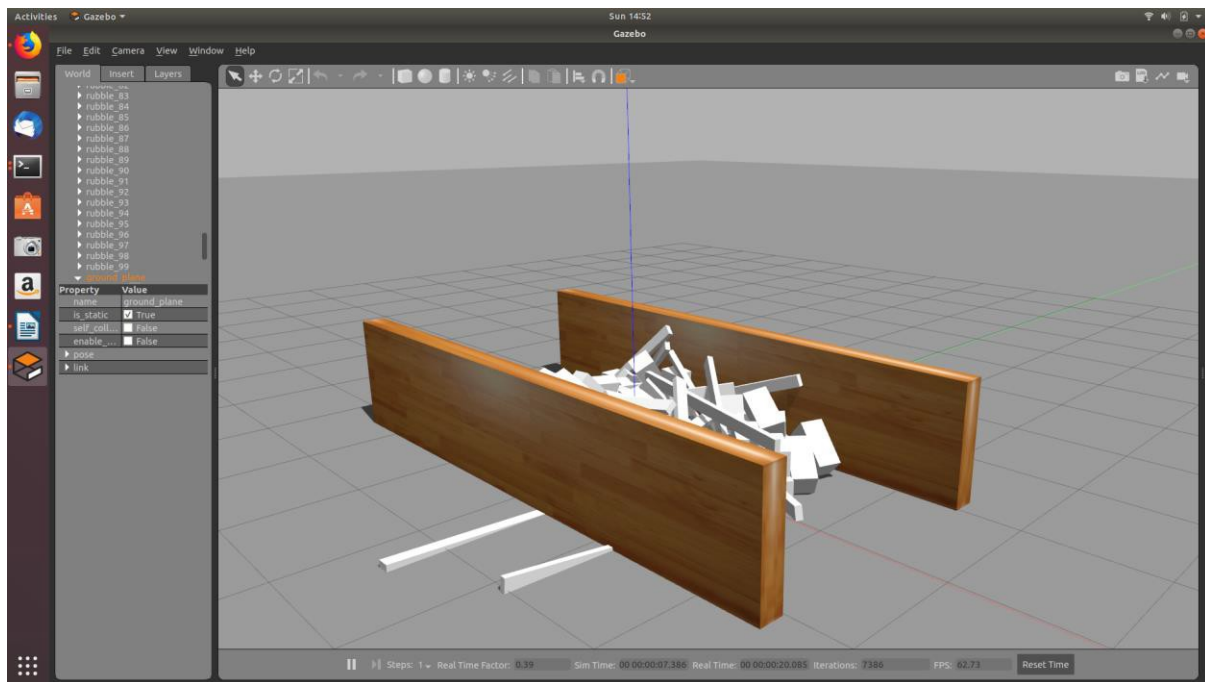 Activities Gazebo Sun 14:52
Gazebo
File Edit Camera View Window Help
World Insert Layers
rubble_82
rubble_83
rubble_84
rubble_85
rubble_86
rubble_87
rubble_88
rubble_89
rubble_90
rubble_91
rubble_92
rubble_93
rubble_94
rubble_95
rubble_96
rubble_97
rubble_98
rubble_99
ground_plane
Property Value
name ground_plane
is_static True
self_coll... False
enable_... False
pose
link
Steps: 1 Real Time Factor: 0.39 Sim Time: 00 00:00:07.386 Real Time: 00 00:00:20.085 Iterations: 7386 FPS: 62.73 Reset Time